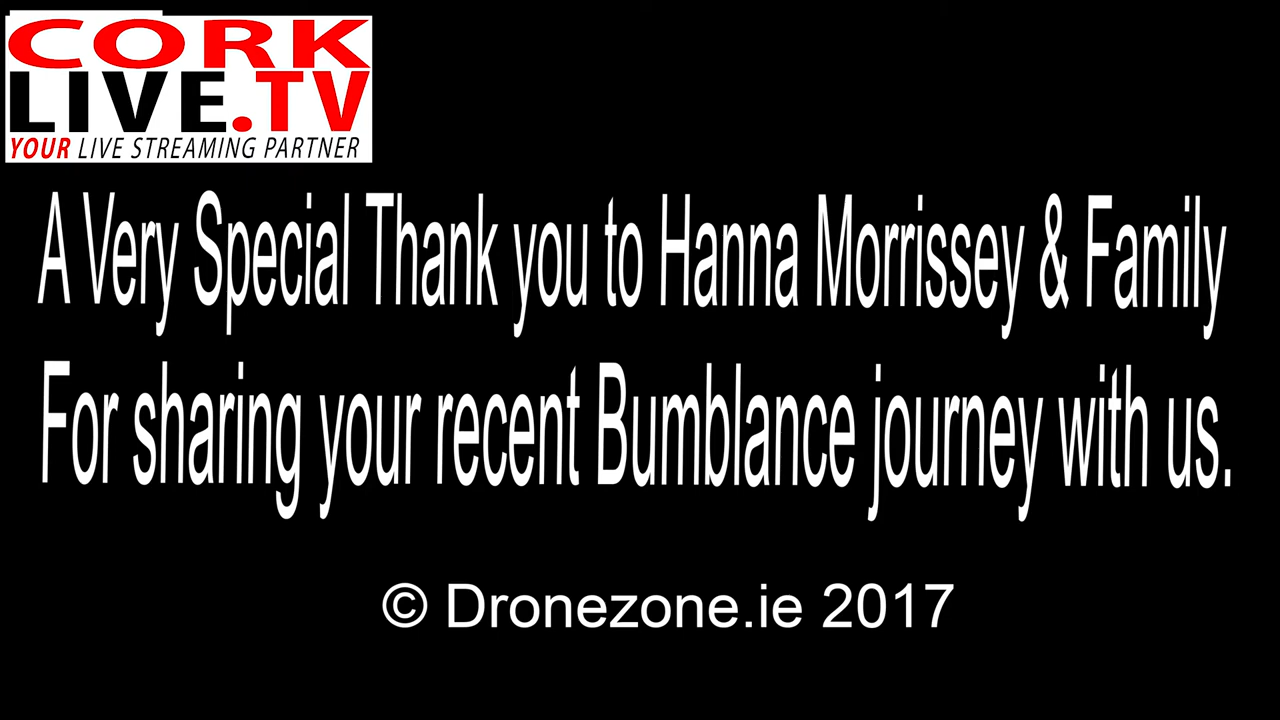 CORK
LIVE.TV
YOUR LIVE STREAMING PARTNER
A Very Special Thank you to Hanna Morrissey & Family
For sharing your recent Bumblance journey with us.
© Dronezone.ie 2017